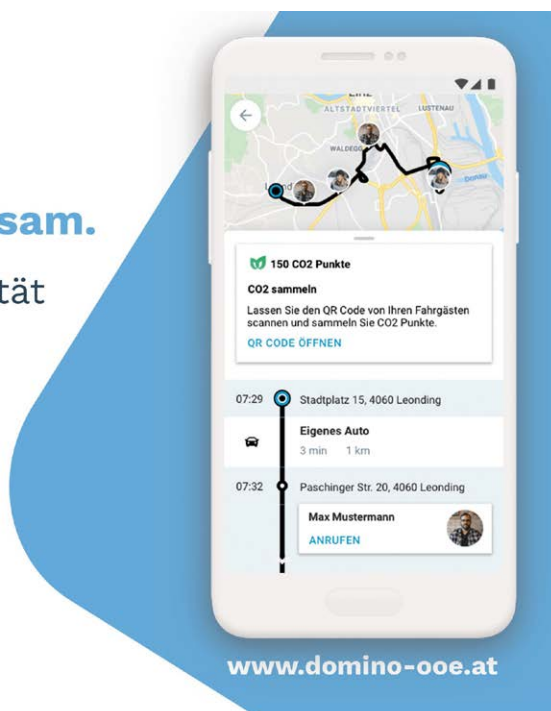 sam.
tät
ALTSTADTVIERTEL
LUSTENAU
WALDEGG
Donau
150 CO2 Punkte
CO2 sammeln
Lassen Sie den QR Code von Ihren Fahrgästen
scannen und sammeln Sie CO2 Punkte.
QR CODE ÖFFNEN
07:29 Stadtplatz 15, 4060 Leonding
Eigenes Auto
3 min 1 km
07:32 Paschinger Str. 20, 4060 Leonding
Max Mustermann
ANRUFEN
www.domino-ooe.at